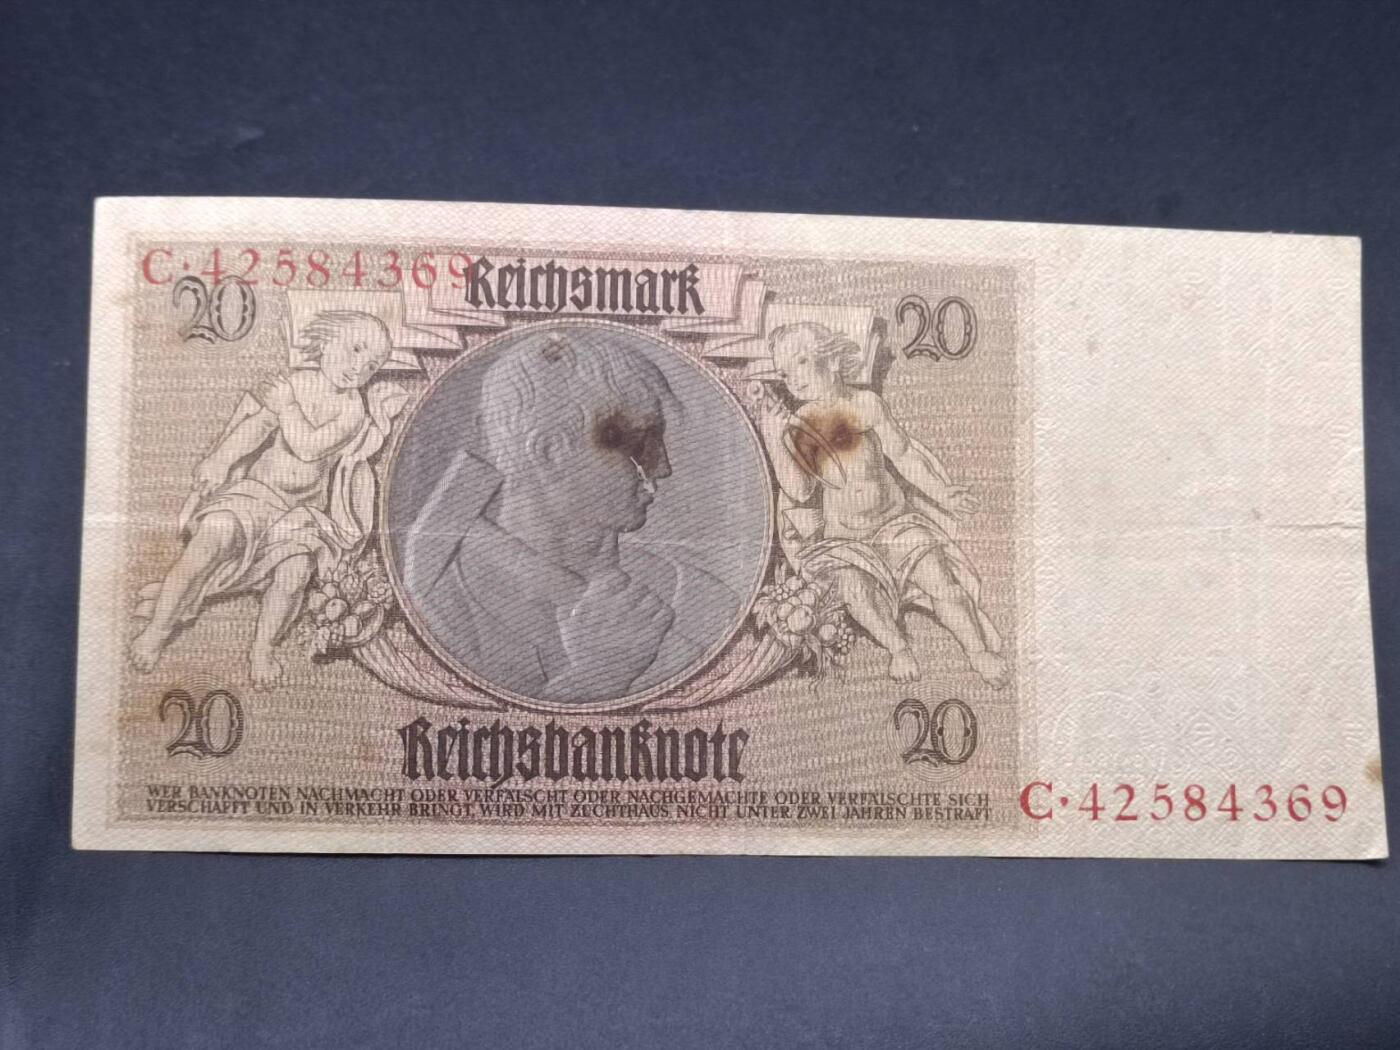 C·42584369
Reichsmark
20
20
20
20
Reichsbanknote
WER BANKNOTEN NACHMACHT ODER VERFÄLSCHT ODER NACHGEMACHTE ODER VERFÄLSCHTE SICH
VERSCHAFFT UND IN VERKEHR BRINGT, WIRD MIT ZUCHTHAUS NICHT UNTER ZWEI JAHREN BESTRAFT
C·42584369